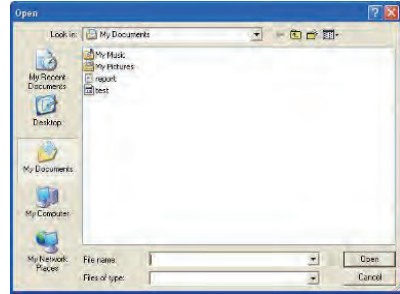 Open
Look in: My Documents
My Music
My Pictures
report
test
My Recent
Documents
Desktop
My Documents
My Computer
My Network
Places
File name:
Open
Files of type:
Cancel